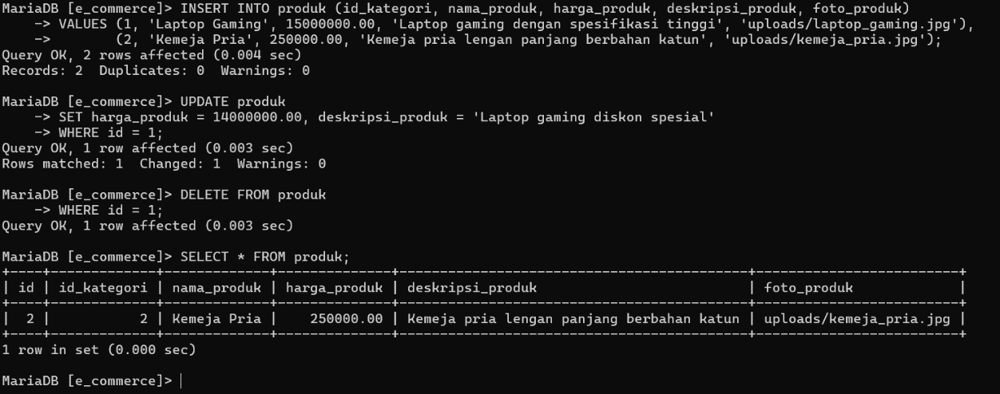 MariaDB [e_commerce]> INSERT INTO produk (id_kategori, nama_produk, harga_produk, deskripsi_produk, foto_produk)
    -> VALUES (1, 'Laptop Gaming', 15000000.00, 'Laptop gaming dengan spesifikasi tinggi', 'uploads/laptop_gaming.jpg'),
    ->        (2, 'Kemeja Pria', 250000.00, 'Kemeja pria lengan panjang berbahan katun', 'uploads/kemeja_pria.jpg');
Query OK, 2 rows affected (0.004 sec)
Records: 2  Duplicates: 0  Warnings: 0

MariaDB [e_commerce]> UPDATE produk
    -> SET harga_produk = 14000000.00, deskripsi_produk = 'Laptop gaming diskon spesial'
    -> WHERE id = 1;
Query OK, 1 row affected (0.003 sec)
Rows matched: 1  Changed: 1  Warnings: 0

MariaDB [e_commerce]> DELETE FROM produk
    -> WHERE id = 1;
Query OK, 1 row affected (0.003 sec)

MariaDB [e_commerce]> SELECT * FROM produk;
+----+-------------+-------------+--------------+-------------------------------------------+-------------------------+
| id | id_kategori | nama_produk | harga_produk | deskripsi_produk                          | foto_produk             |
+----+-------------+-------------+--------------+-------------------------------------------+-------------------------+
|  2 |           2 | Kemeja Pria |    250000.00 | Kemeja pria lengan panjang berbahan katun | uploads/kemeja_pria.jpg |
+----+-------------+-------------+--------------+-------------------------------------------+-------------------------+
1 row in set (0.000 sec)

MariaDB [e_commerce]>